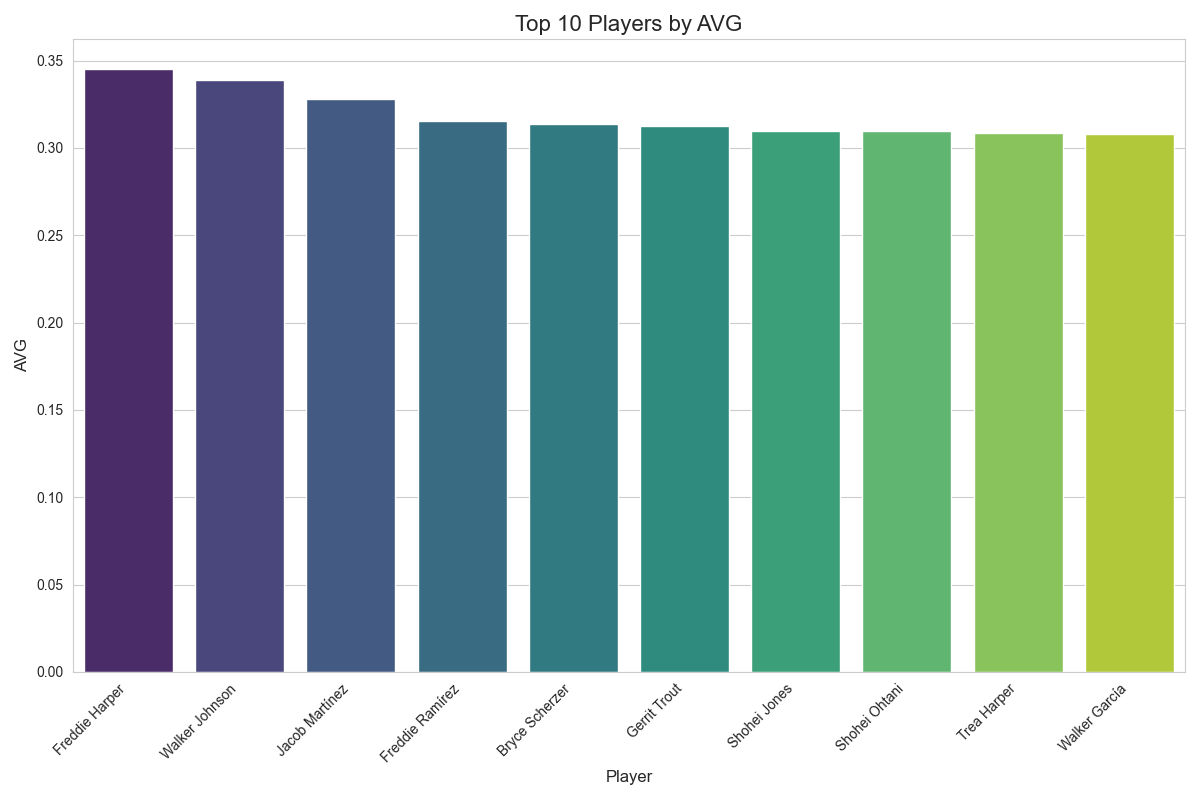 Top 10 Players by AVG
AVG
0.35
0.30
0.25
0.20
0.15
0.10
0.05
0.00
Freddie Harper
Walker Johnson
Jacob Martinez
Freddie Ramírez
Bryce Scherzer
Gerrit Trout
Shohei Jones
Shohei Ohtani
Trea Harper
Walker García
Player